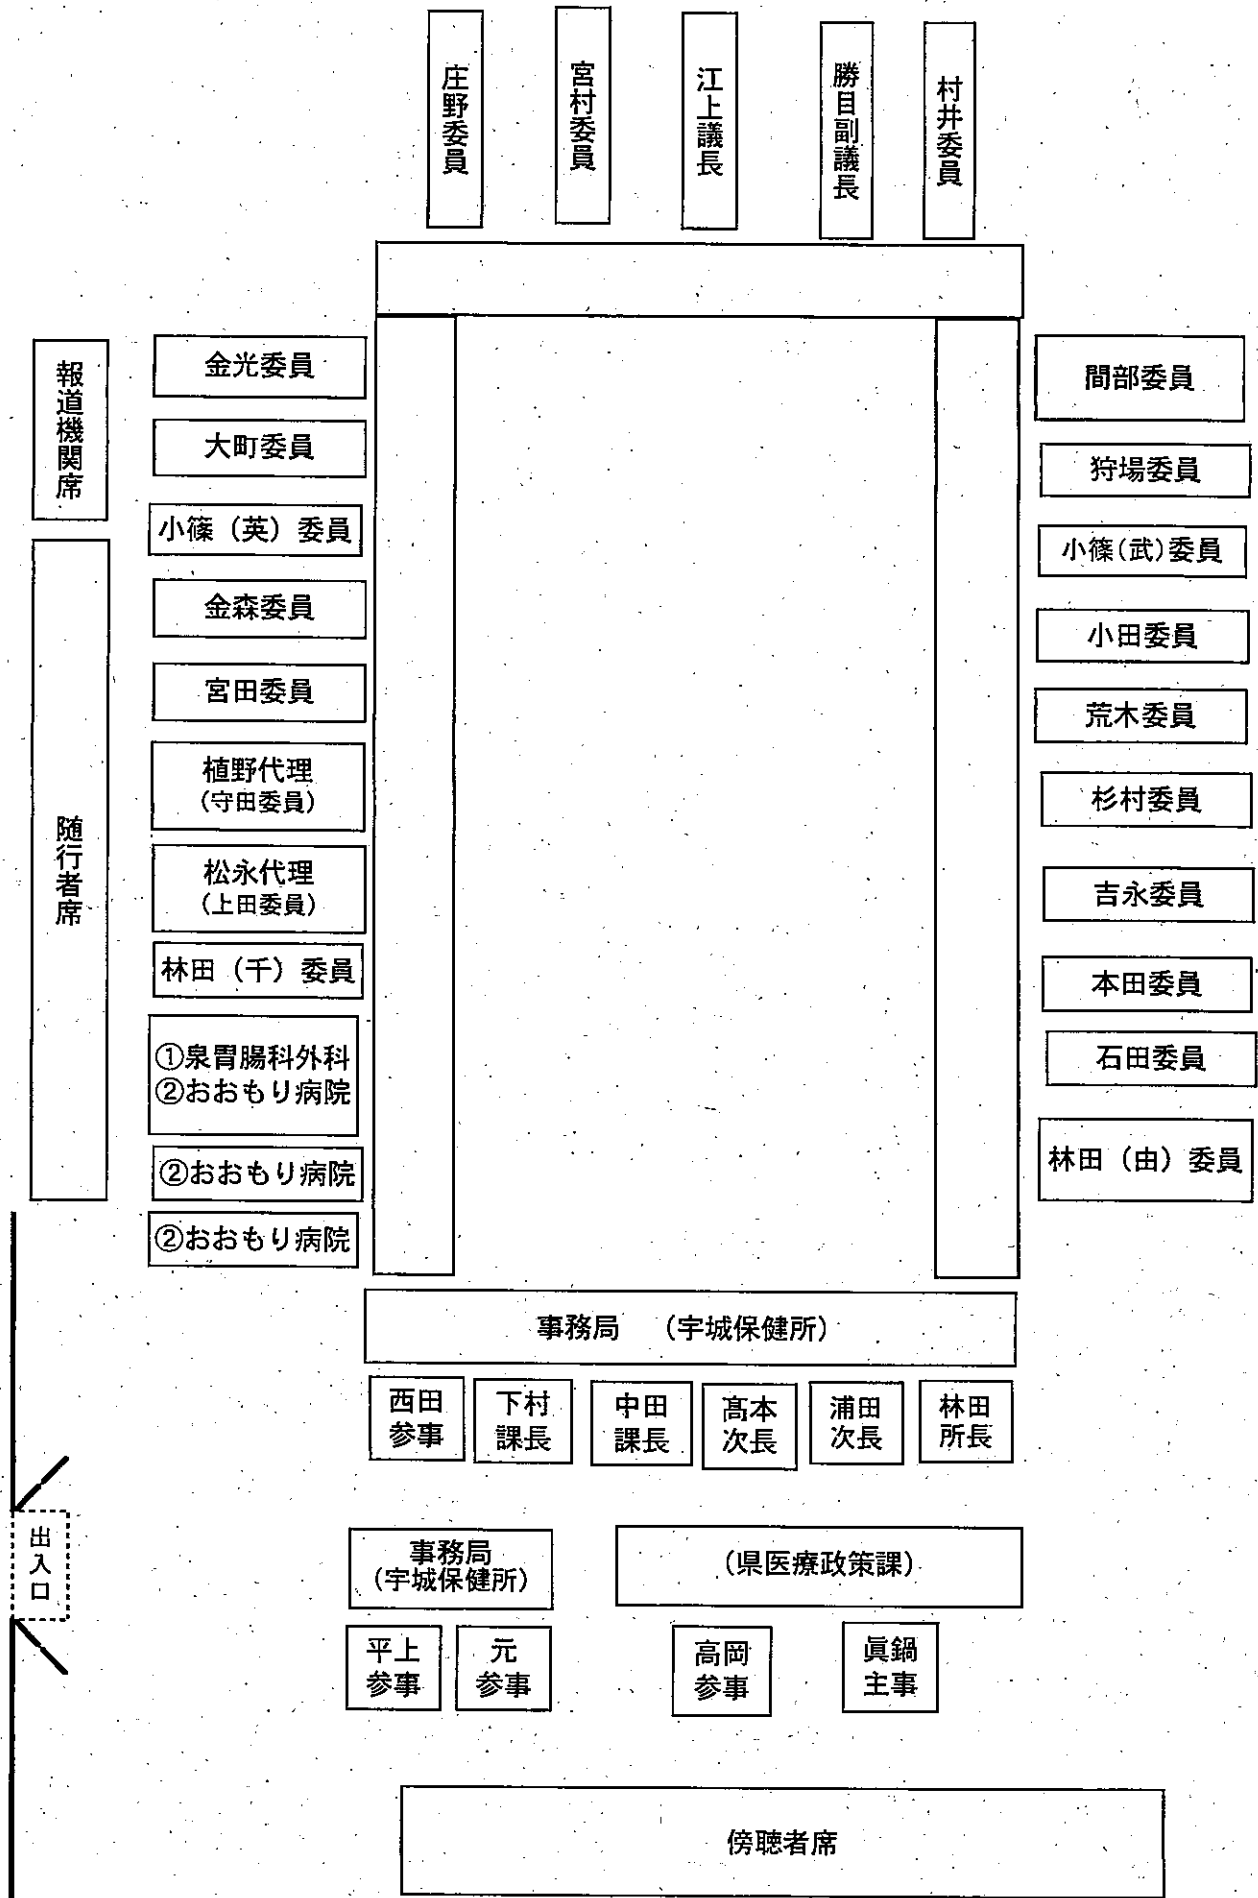 庄野委員
宮村委員
江上議長
勝目副議長
村井委員
報道機関席
随行者席
金光委員
大町委員
小篠（英）委員
金森委員
宮田委員
植野代理
（守田委員）
松永代理
（上田委員）
林田（千）委員
①泉胃腸科外科
②おおもり病院
②おおもり病院
②おおもり病院
間部委員
狩場委員
小篠（武）委員
小田委員
荒木委員
杉村委員
吉永委員
本田委員
石田委員
林田（由）委員
事務局　（宇城保健所）
西田
参事
下村
課長
中田
課長
髙本
次長
浦田
次長
林田
所長
出入口
事務局
（宇城保健所）
（県医療政策課）
平上
参事
元
参事
高岡
参事
眞鍋
主事
傍聴者席